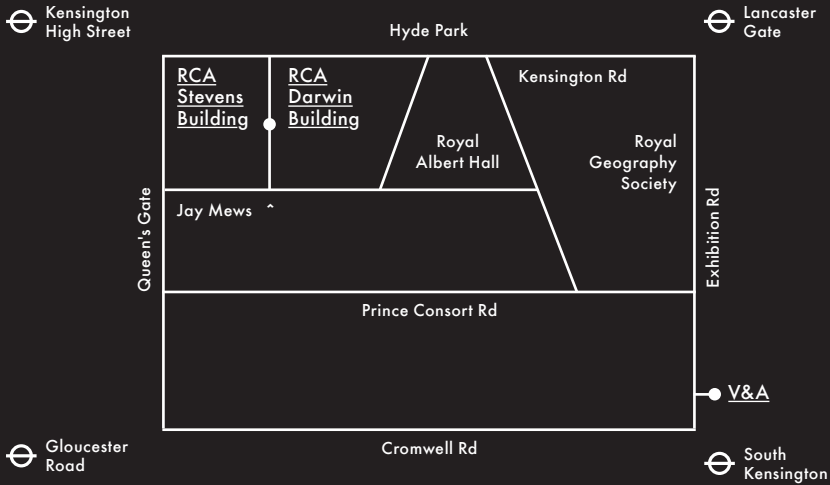 Kensington
High Street
Hyde Park
Lancaster
Gate
RCA
Stevens
Building
RCA
Darwin
Building
Kensington Rd
Royal
Albert Hall
Royal
Geography
Society
Queen's Gate
Jay Mews ^
Exhibition Rd
Prince Consort Rd
V&A
Gloucester
Road
Cromwell Rd
South
Kensington